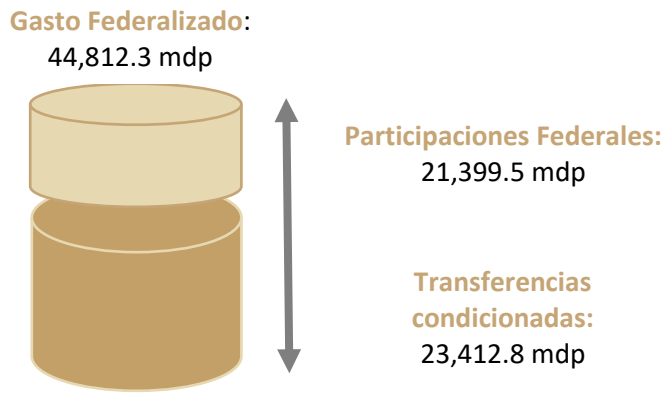 Gasto Federalizado:
44,812.3 mdp
Participaciones Federales:
21,399.5 mdp
Transferencias
condicionadas:
23,412.8 mdp